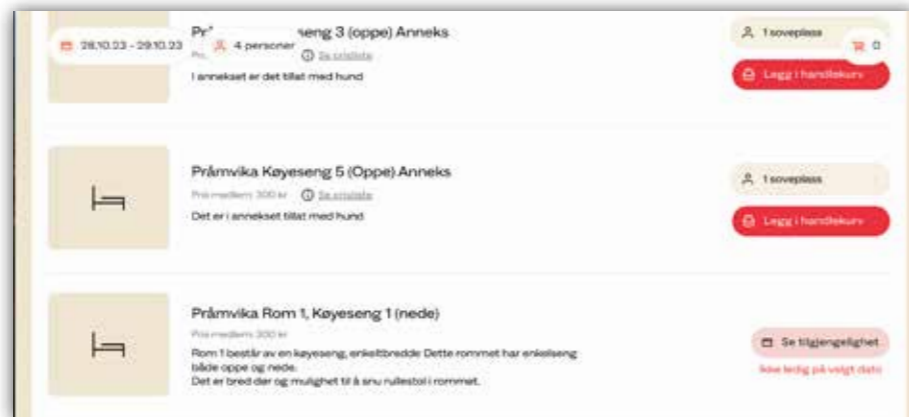 28.10.23 - 29.10.23
4 personer
Pr seng 3 (oppe) Anneks
Se prisliste
I annekset er det tillat med hund
1 soveplass
0
Legg i handlekurv
Pråmvika Køyeseng 5 (Oppe) Anneks
Pris medlem: 300 kr
Se prisliste
Det er i annekset tillat med hund
1 soveplass
Legg i handlekurv
Pråmvika Rom 1, Køyeseng 1 (nede)
Pris medlem: 300 kr
Rom 1 består av en køyeseng, enkeltbredde Dette rommet har enkelseng
både oppe og nede.
Det er bred dør og mulighet til å snu rullestol i rommet.
Se tilgjengelighet
Ikke ledig på valgt dato